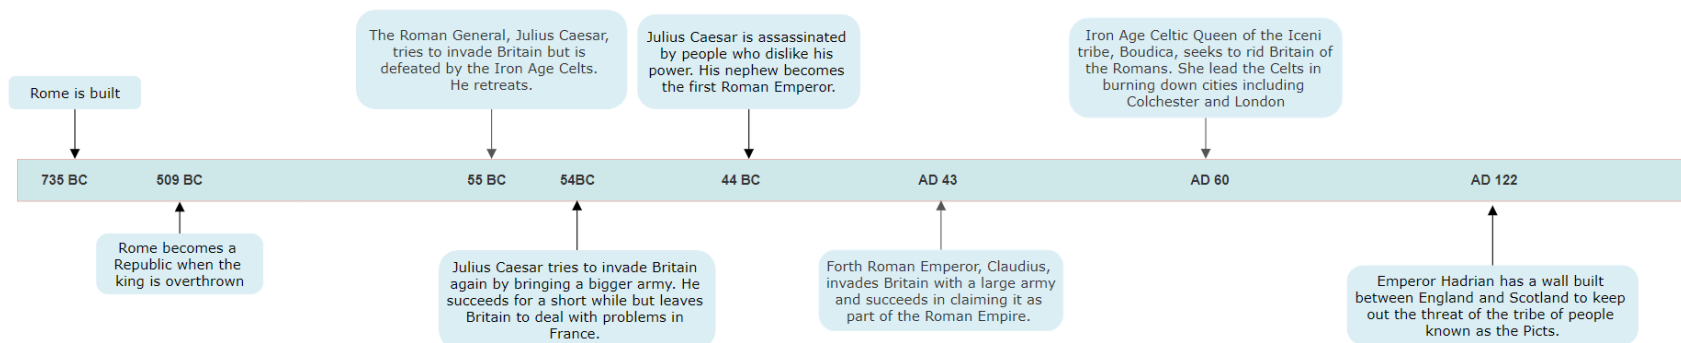 Rome is built
The Roman General, Julius Caesar,
tries to invade Britain but is
defeated by the Iron Age Celts.
He retreats.
Julius Caesar is assassinated
by people who dislike his
power. His nephew becomes
the first Roman Emperor.
Iron Age Celtic Queen of the Iceni
tribe, Boudica, seeks to rid Britain of
the Romans. She lead the Celts in
burning down cities including
Colchester and London
735 BC
509 BC
55 BC
54BC
44 BC
AD 43
AD 60
AD 122
Rome becomes a
Republic when the
king is overthrown
Julius Caesar tries to invade Britain
again by bringing a bigger army. He
succeeds for a short while but leaves
Britain to deal with problems in
France.
Forth Roman Emperor, Claudius,
invades Britain with a large army
and succeeds in claiming it as
part of the Roman Empire.
Emperor Hadrian has a wall built
between England and Scotland to keep
out the threat of the tribe of people
known as the Picts.